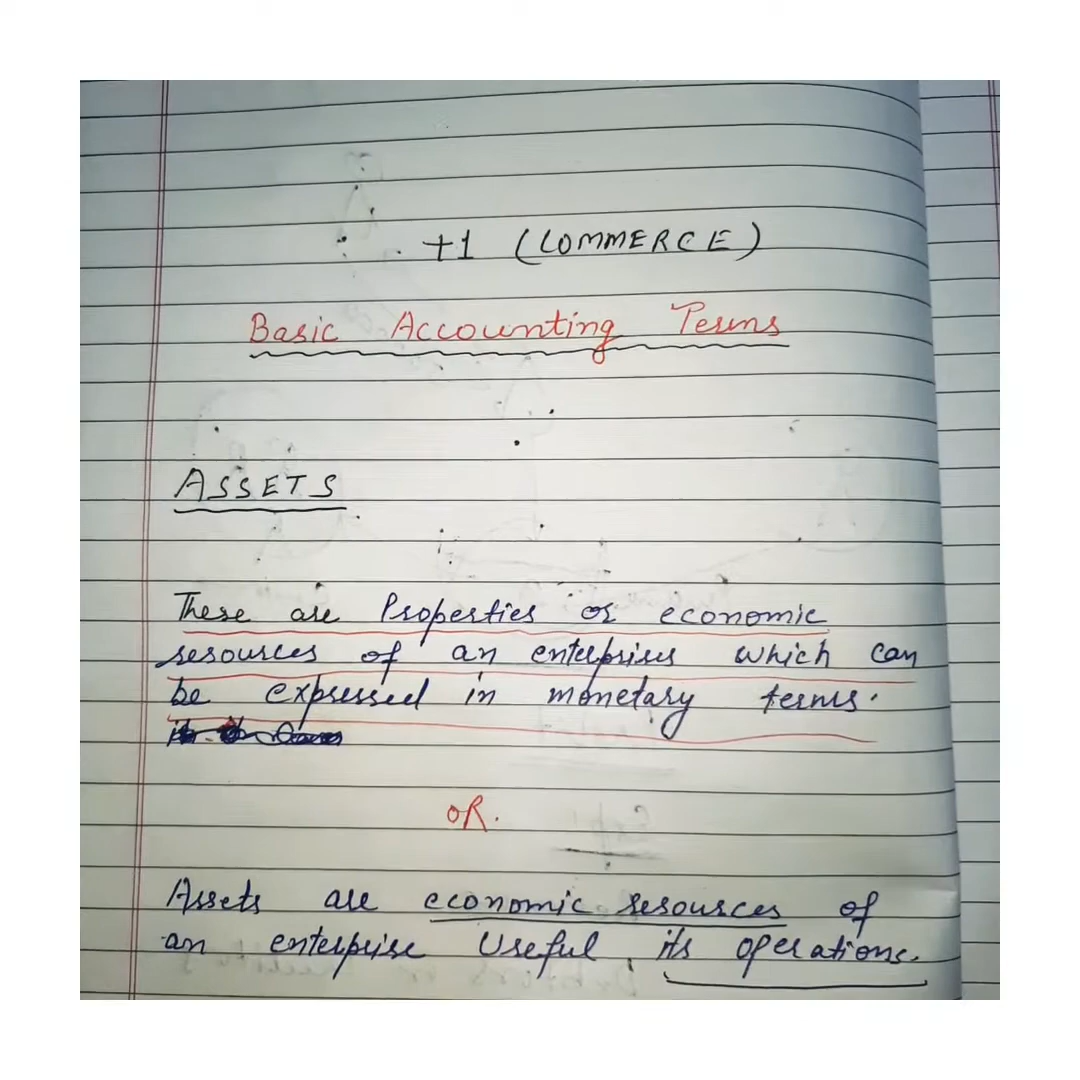 +1 (COMMERCE)
Basic Accounting Terms
ASSETS
These are Properties or economic
resources of an enterprises which can
be expressed in monetary terms.
OR.
Assets are economic resources of
an enterprise Useful its operations.